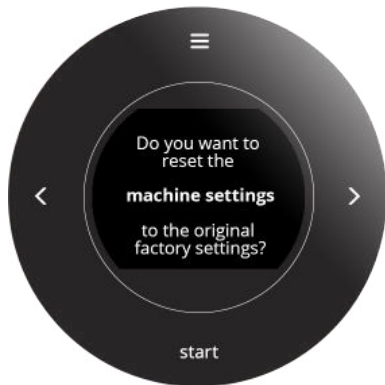 Do you want to
reset the
machine settings
to the original
factory settings?
start